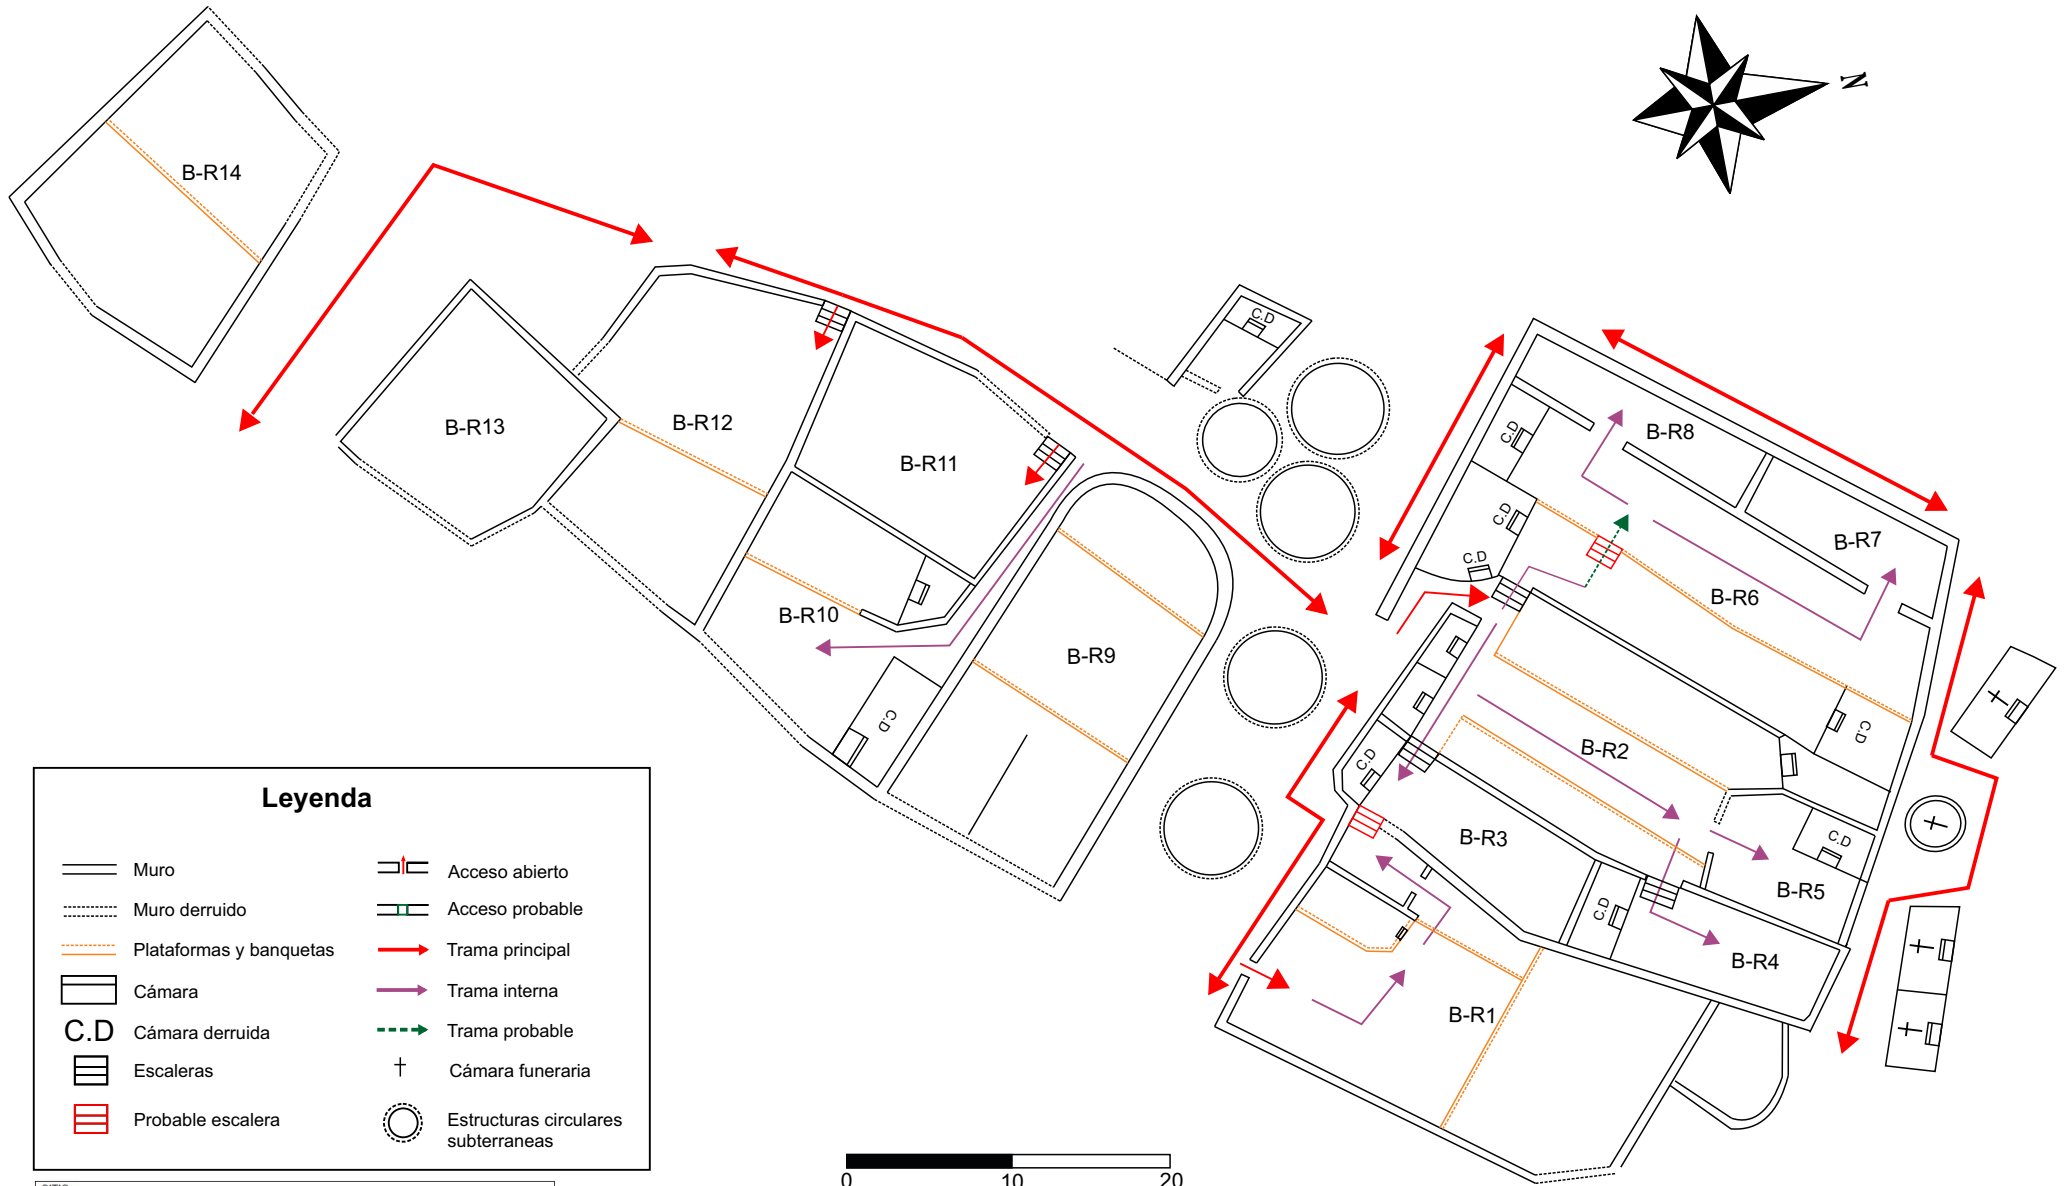 N
B-R14
C.D
B-R13
B-R12
B-R11
B-R8
C.D
C.D
B-R7
C.D
B-R6
B-R10
B-R9
C.D
C.D
B-R2
C.D
B-R3
C.D
B-R5
C.D
B-R4
B-R1
Leyenda
Muro
Muro derruido
Plataformas y banquetas
Cámara
C.D Cámara derruida
Escaleras
Probable escalera
Acceso abierto
Acceso probable
Trama principal
Trama interna
Trama probable
Cámara funeraria
Estructuras circulares
subterraneas
0 10 20